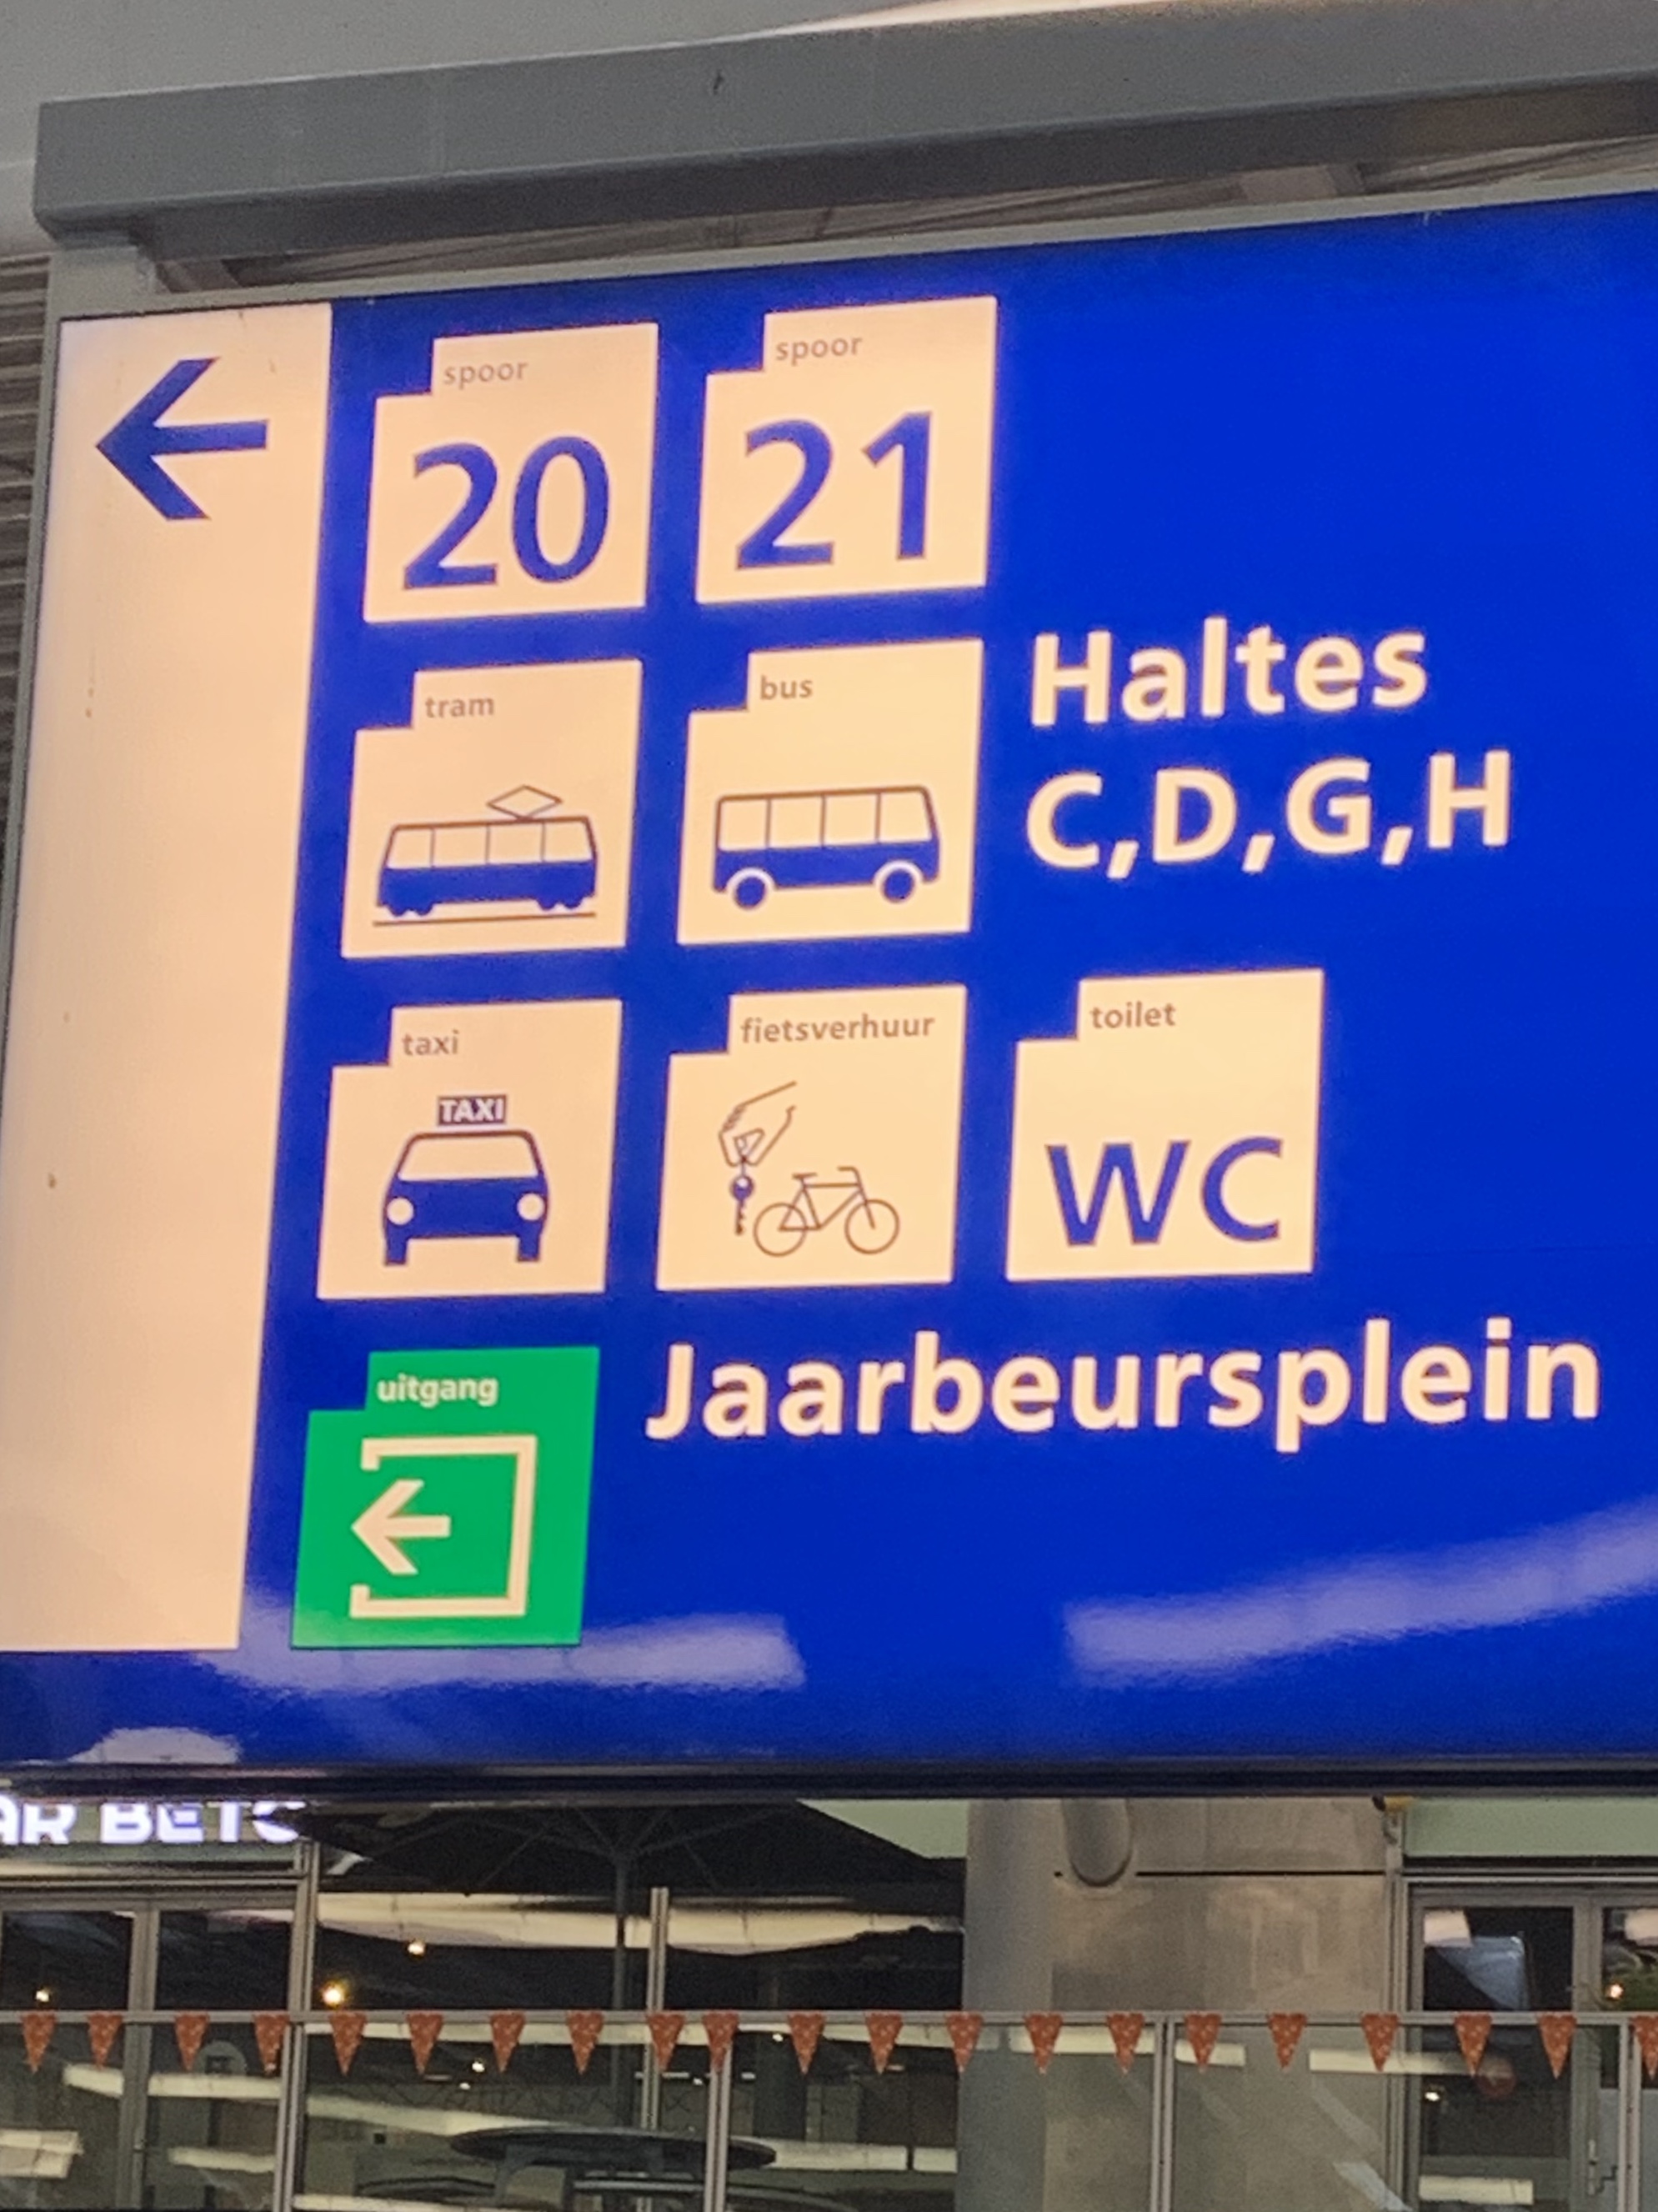 spoor spoor
20 21
tram bus Haltes
C,D,G,H
taxi fietsverhuur toilet
TAXI WC
uitgang Jaarbeursplein